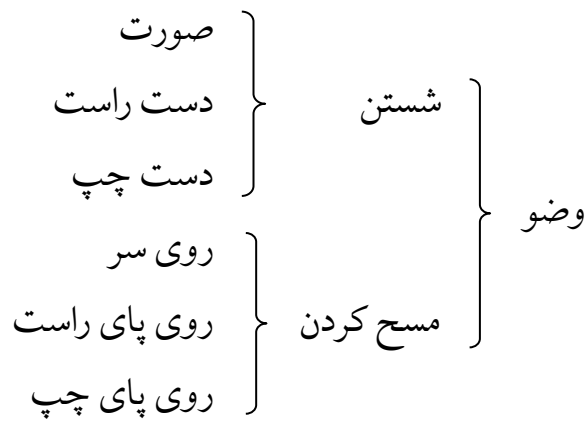 وضو
شستن
صورت
دست راست
دست چپ
مسح کردن
روی سر
روی پای راست
روی پای چپ